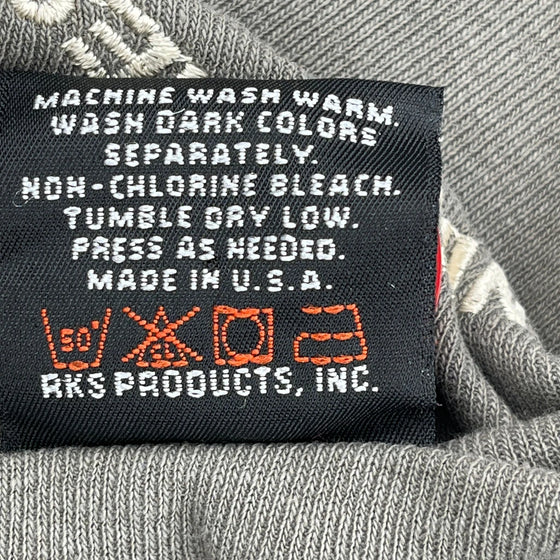 MACHINE WASH WARM.
WASH DARK COLORS
SEPARATELY.
NON-CHLORINE BLEACH.
TUMBLE DRY LOW.
PRESS AS NEEDED.
MADE IN U.S.A.
50°
RKS PRODUCTS, INC.